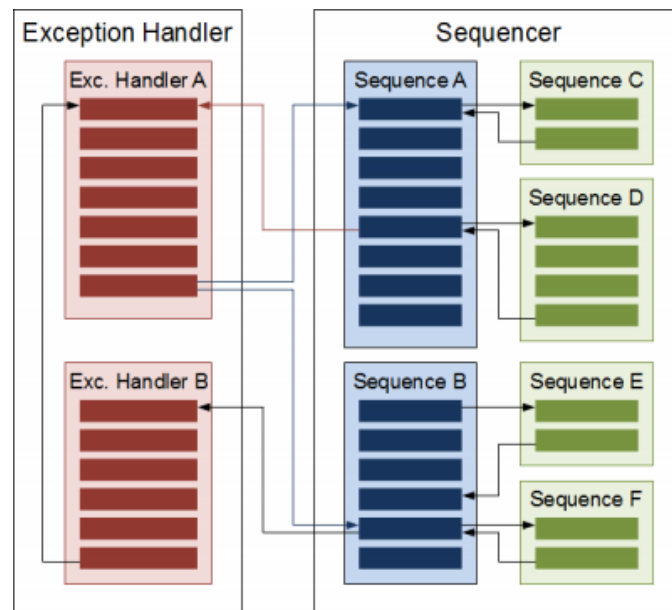 Exception Handler
Sequencer
Exc. Handler A
Sequence A
Sequence C
Sequence D
Exc. Handler B
Sequence B
Sequence E
Sequence F